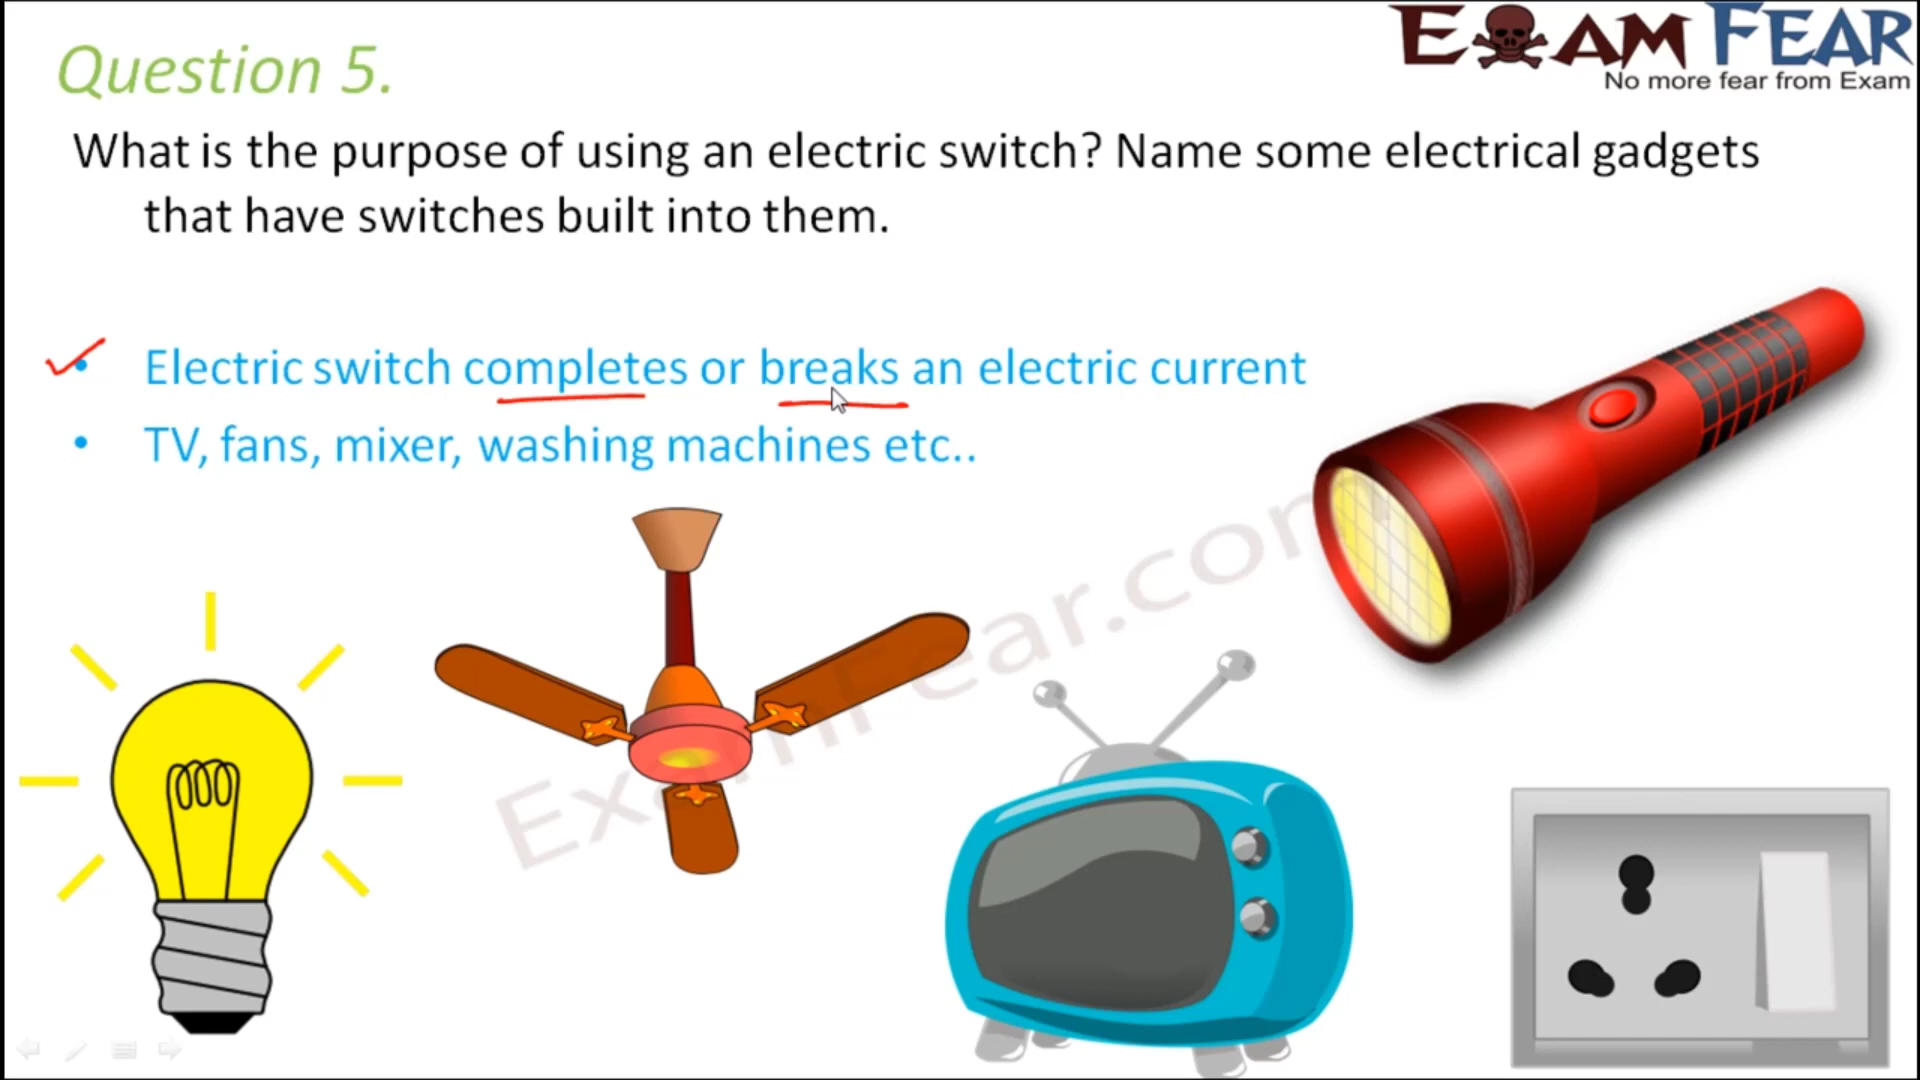 Question 5.
EXAM FEAR
No more fear from Exam
What is the purpose of using an electric switch? Name some electrical gadgets
that have switches built into them.
• Electric switch completes or breaks an electric current
• TV, fans, mixer, washing machines etc..
ExamFear.com